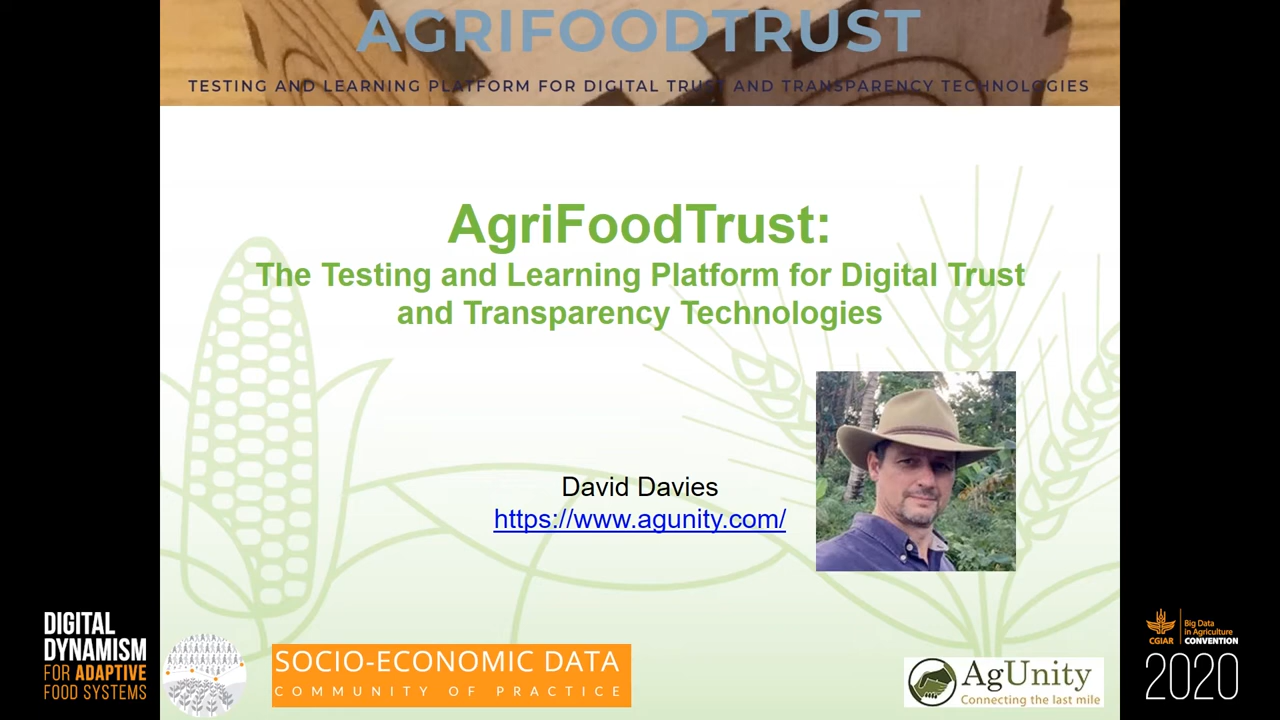 AGRIFOODTRUST
TESTING AND LEARNING PLATFORM FOR DIGITAL TRUST AND TRANSPARENCY TECHNOLOGIES
AgriFoodTrust:
The Testing and Learning Platform for Digital Trust
and Transparency Technologies
David Davies
https://www.agunity.com/
DIGITAL
DYNAMISM
FOR ADAPTIVE
FOOD SYSTEMS
SOCIO-ECONOMIC DATA
COMMUNITY OF PRACTICE
AgUnity
Connecting the last mile
CGIAR
Big Data
in Agriculture
CONVENTION
2020